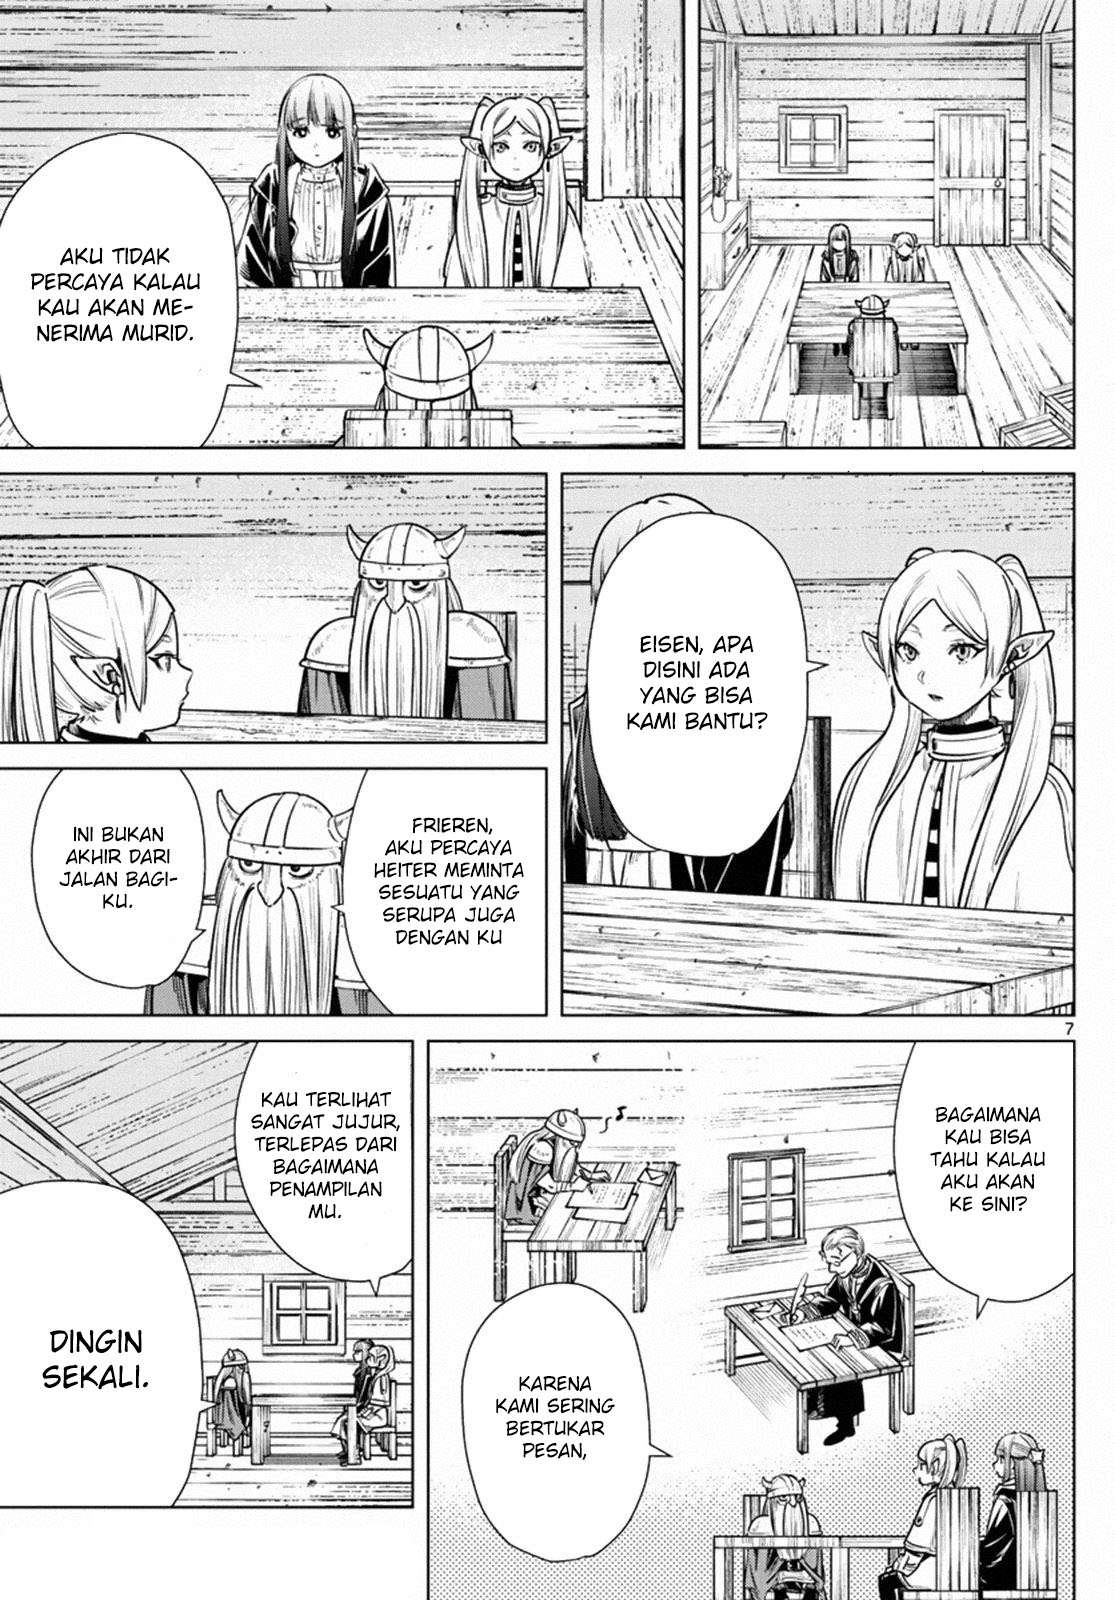 AKU TIDAK
PERCAYA KALAU
KAU AKAN ME-
NERIMA MURID.
EISEN, APA
DISINI ADA
YANG BISA
KAMI BANTU?
FRIEREN,
AKU PERCAYA
HEITER MEMINTA
SESUATU YANG
SERUPA JUGA
DENGAN KU
INI BUKAN
AKHIR DARI
JALAN BAGI-
KU.
7
BAGAIMANA
KAU BISA
TAHU KALAU
AKU AKAN
KE SINI?
KARENA
KAMI SERING
BERTUKAR
PESAN,
KAU TERLIHAT
SANGAT JUJUR,
TERLEPAS DARI
BAGAIMANA
PENAMPILAN
MU.
DINGIN
SEKALI.